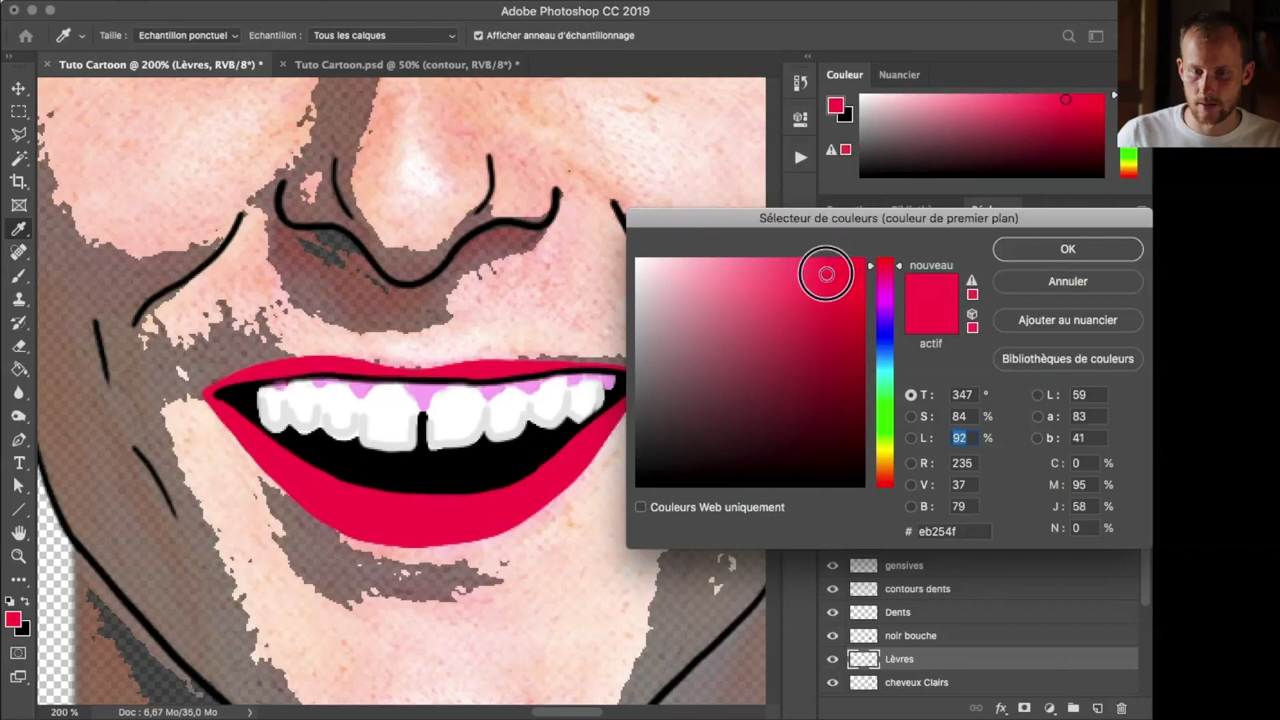 Adobe Photoshop CC 2019
Taille : Echantillon ponctuel Echantillon : Tous les calques Afficher anneau d'échantillonnage
Tuto Cartoon @ 200% (Lèvres, RVB/8*) * Tuto Cartoon.psd @ 50% (contour, RVB/8*) *
Couleur Nuancier
Sélecteur de couleurs (couleur de premier plan)
nouveau
actif
OK
Annuler
Ajouter au nuancier
Bibliothèques de couleurs
T : 347 ° L : 59
S : 84 % a : 83
L : 92 % b : 41
R : 235 C : 0 %
V : 37 M : 95 %
B : 79 J : 58 %
# eb254f N : 0 %
Couleurs Web uniquement
gensives
contours dents
Dents
noir bouche
Lèvres
cheveux Clairs
200 % Doc : 6,67 Mo/35,0 Mo